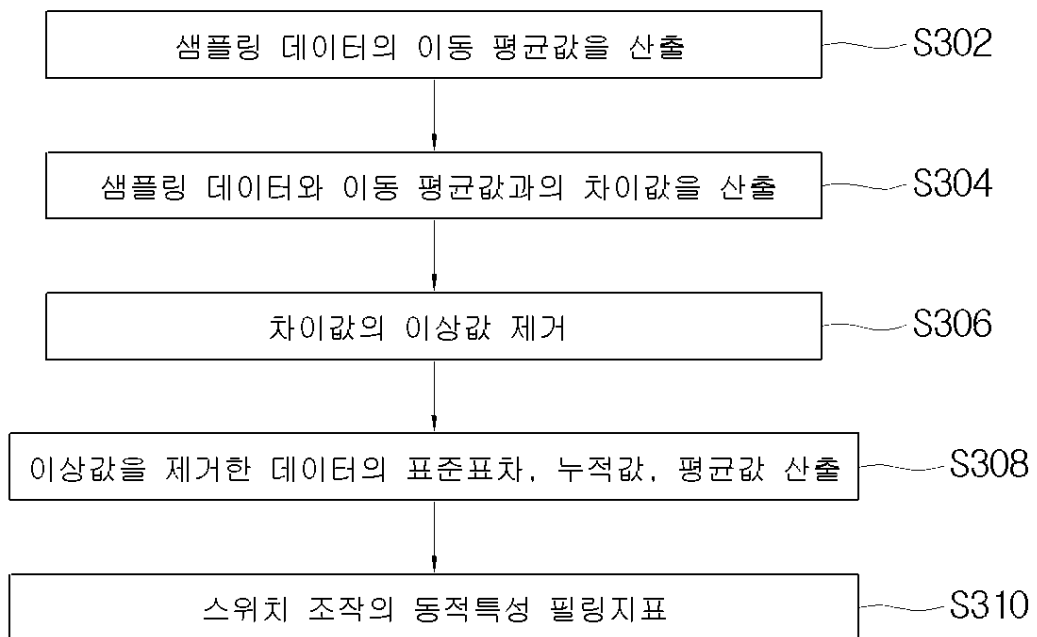 샘플링 데이터의 이동 평균값을 산출
S302
샘플링 데이터와 이동 평균값과의 차이값을 산출
S304
차이값의 이상값 제거
S306
이상값을 제거한 데이터의 표준표차, 누적값, 평균값 산출
S308
스위치 조작의 동적특성 필링지표
S310